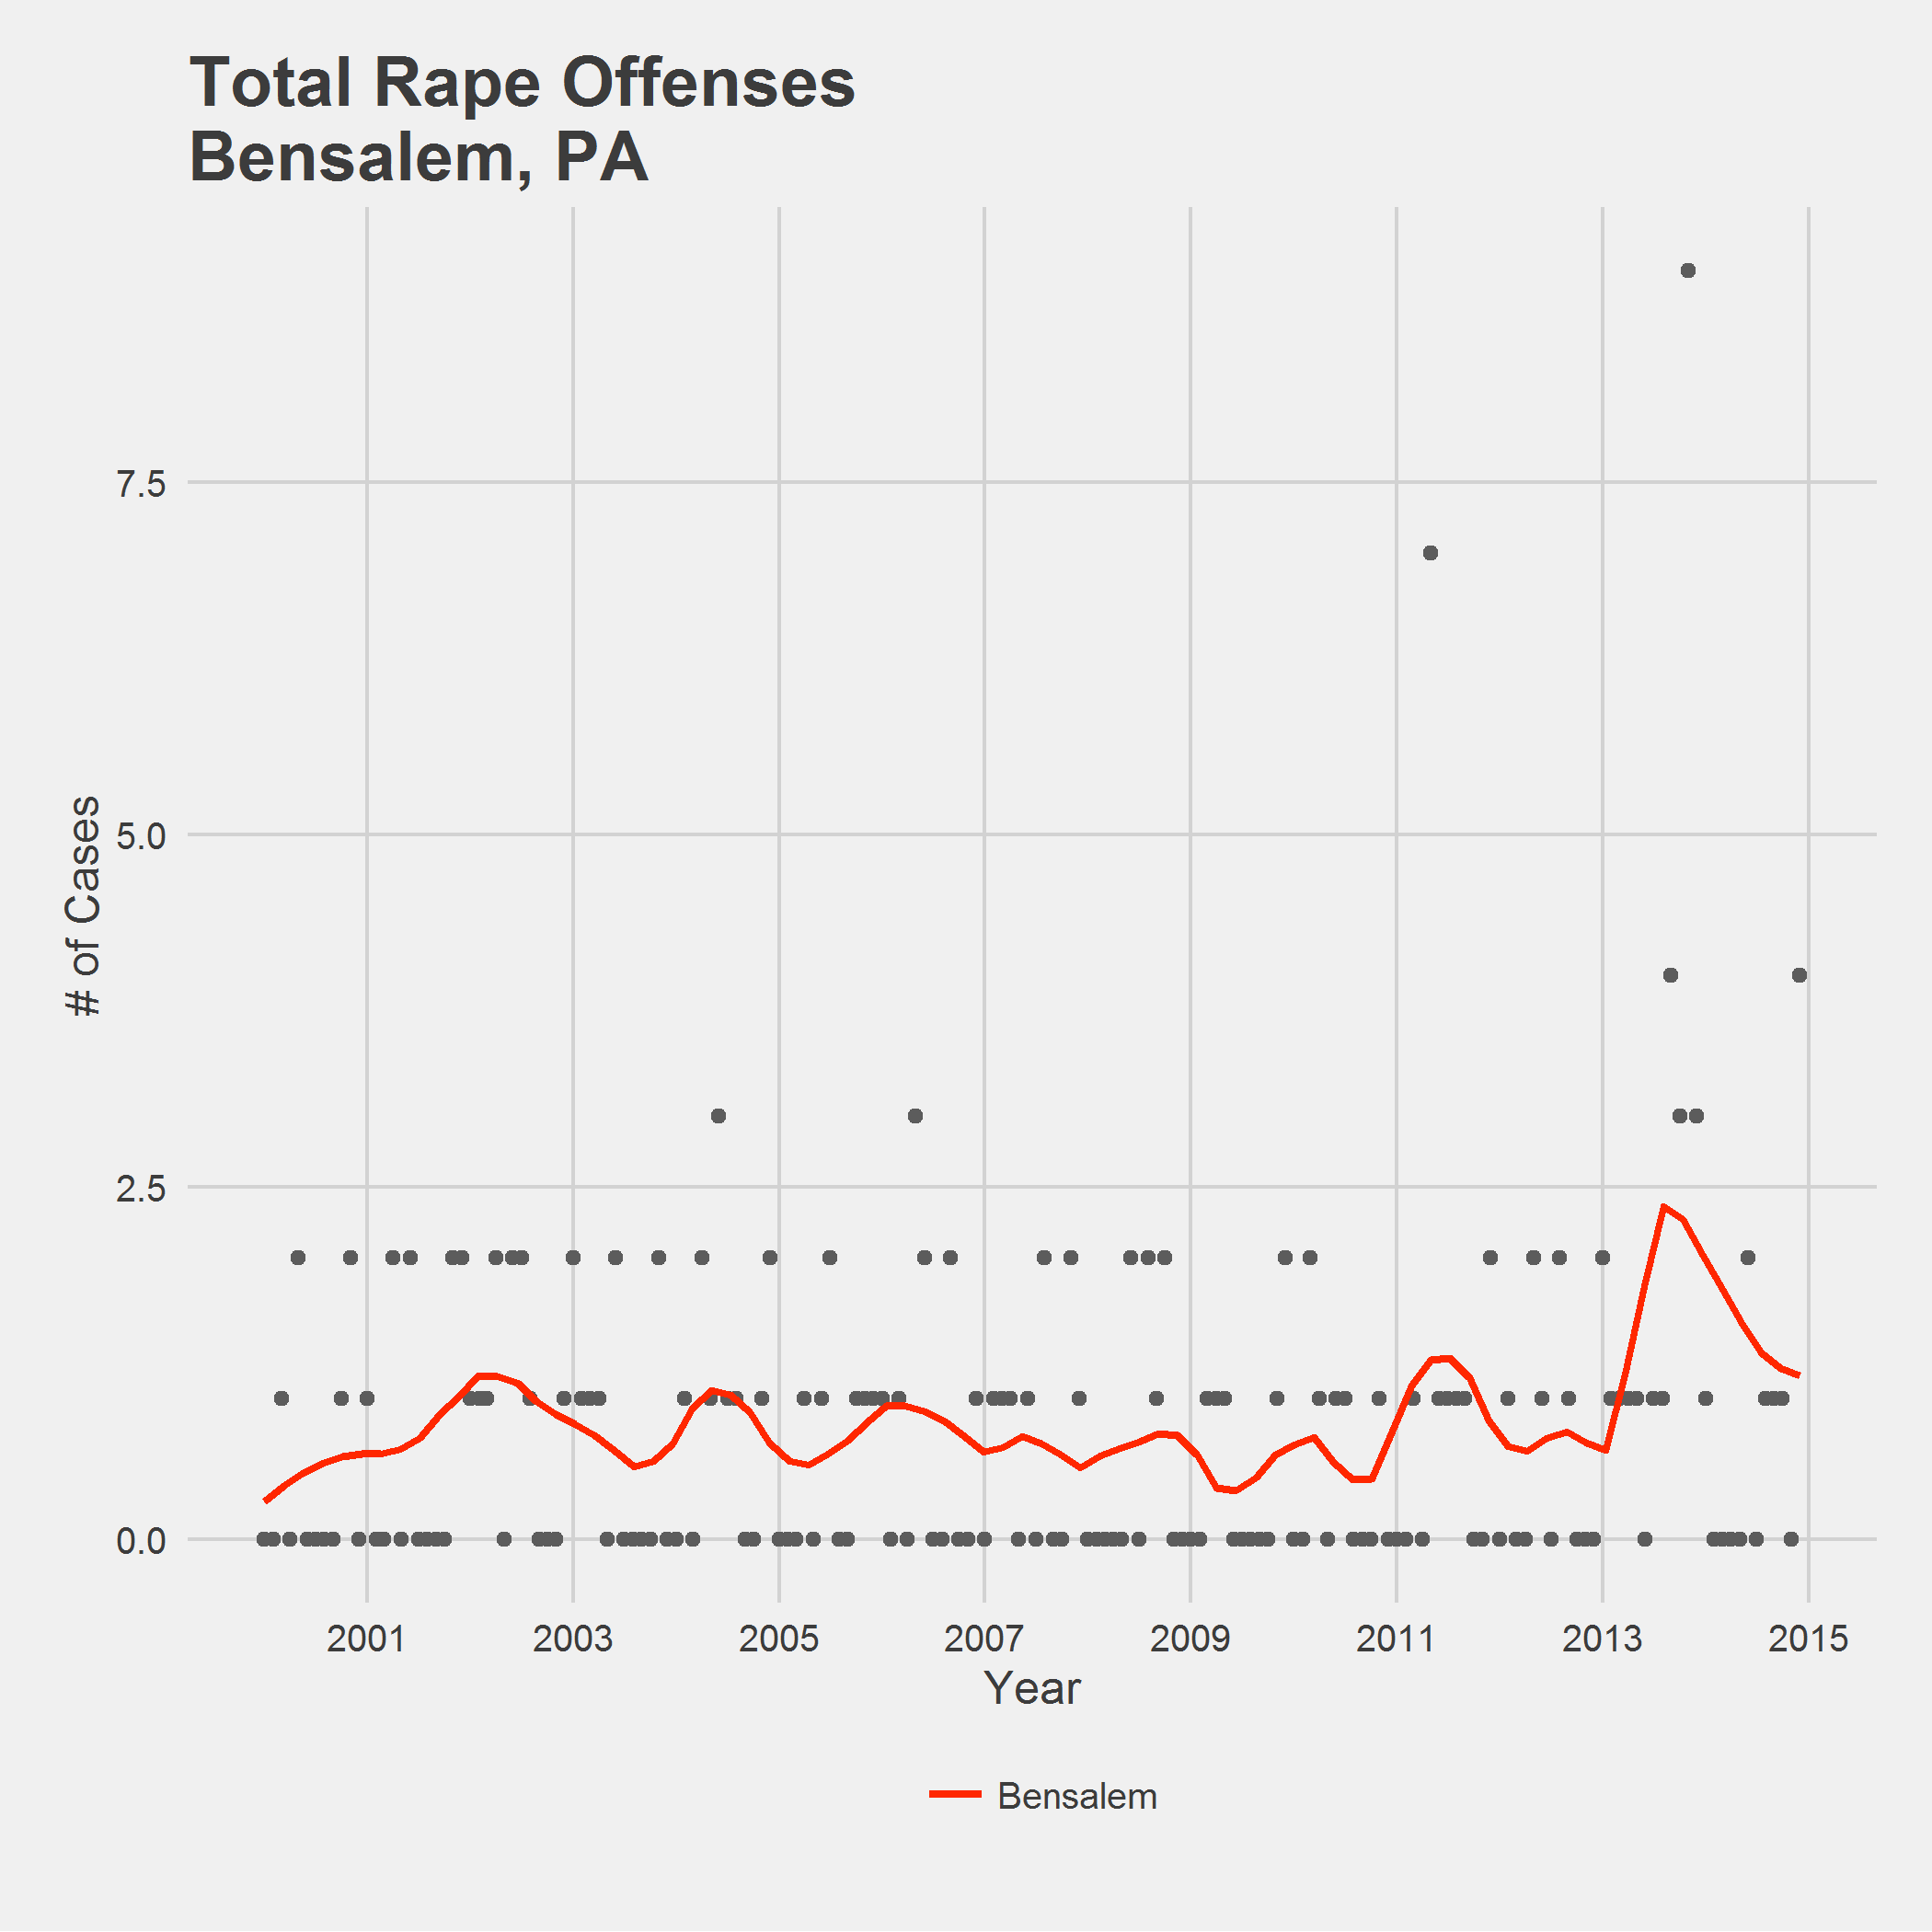 Total Rape Offenses
Bensalem, PA
# of Cases
7.5
5.0
2.5
0.0
2001 2003 2005 2007 2009 2011 2013 2015
Year
Bensalem